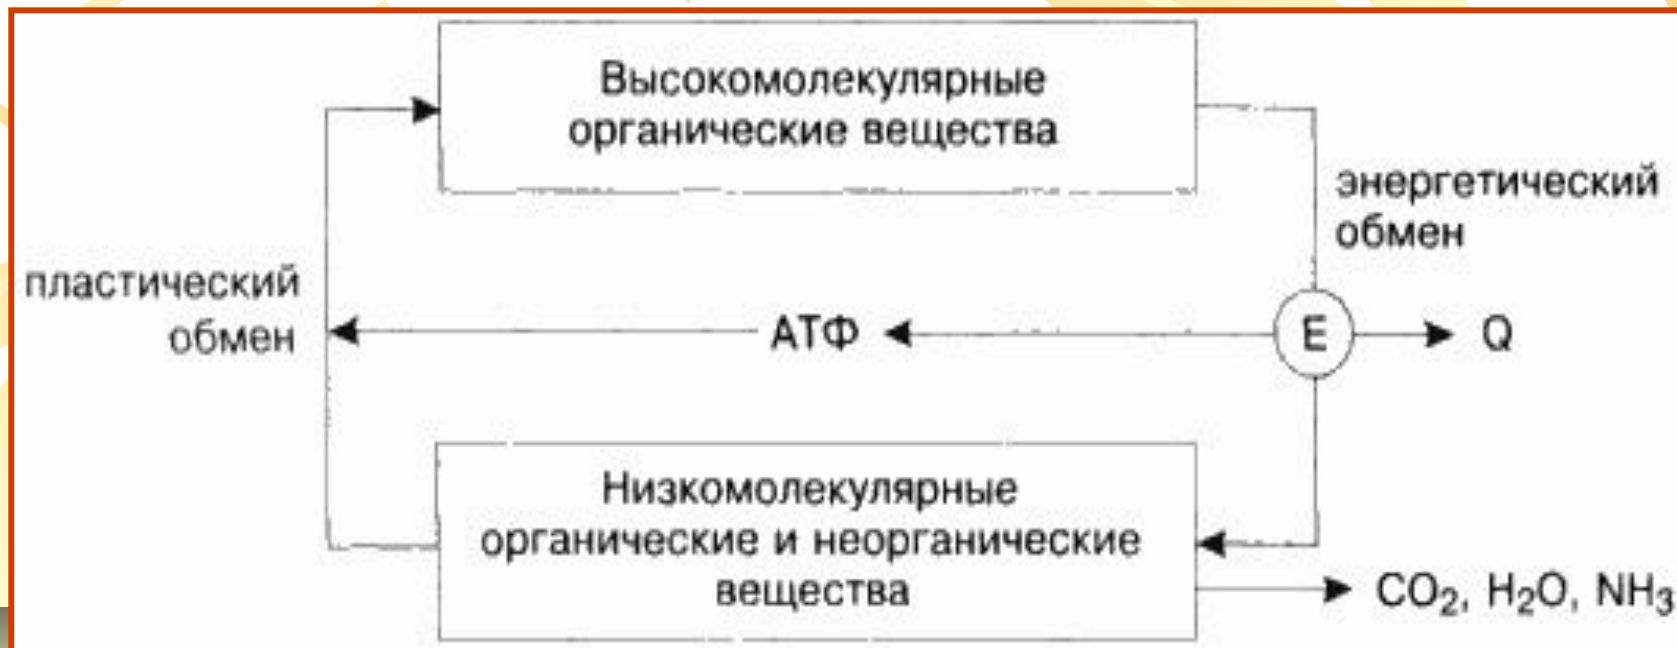 Высокомолекулярные
органические вещества
энергетический
обмен
пластический
обмен
АТФ
E
Q
Низкомолекулярные
органические и неорганические
вещества
CO₂, H₂O, NH₃